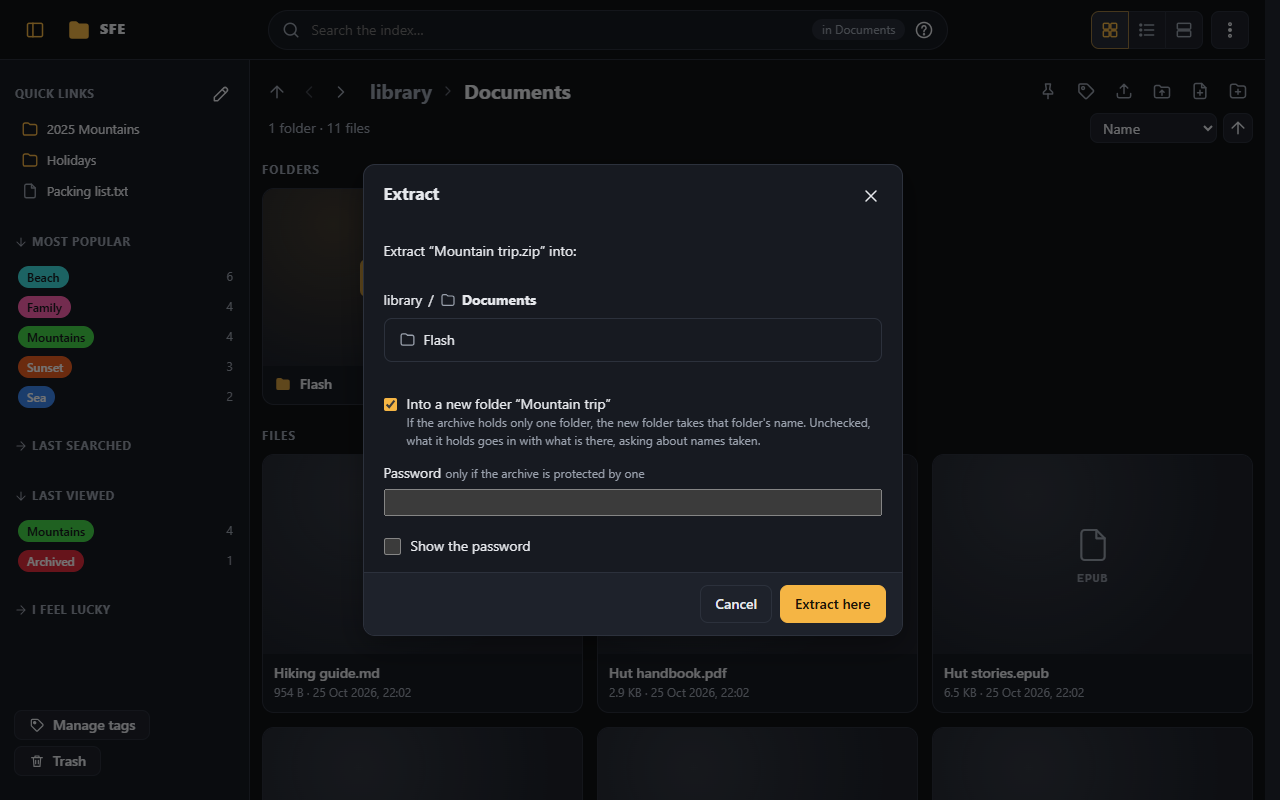 SFE
Search the index...
in Documents
QUICK LINKS
2025 Mountains
Holidays
Packing list.txt
MOST POPULAR
Beach 6
Family 4
Mountains 4
Sunset 3
Sea 2
LAST SEARCHED
LAST VIEWED
Mountains 4
Archived 1
I FEEL LUCKY
Manage tags
Trash
library Documents
1 folder · 11 files
Name
FOLDERS
Flash
FILES
Extract
Extract “Mountain trip.zip” into:
library / Documents
Flash
Into a new folder “Mountain trip”
If the archive holds only one folder, the new folder takes that folder's name. Unchecked,
what it holds goes in with what is there, asking about names taken.
Password only if the archive is protected by one
Show the password
Cancel
Extract here
EPUB
Hiking guide.md
954 B · 25 Oct 2026, 22:02
Hut handbook.pdf
2.9 KB · 25 Oct 2026, 22:02
Hut stories.epub
6.5 KB · 25 Oct 2026, 22:02